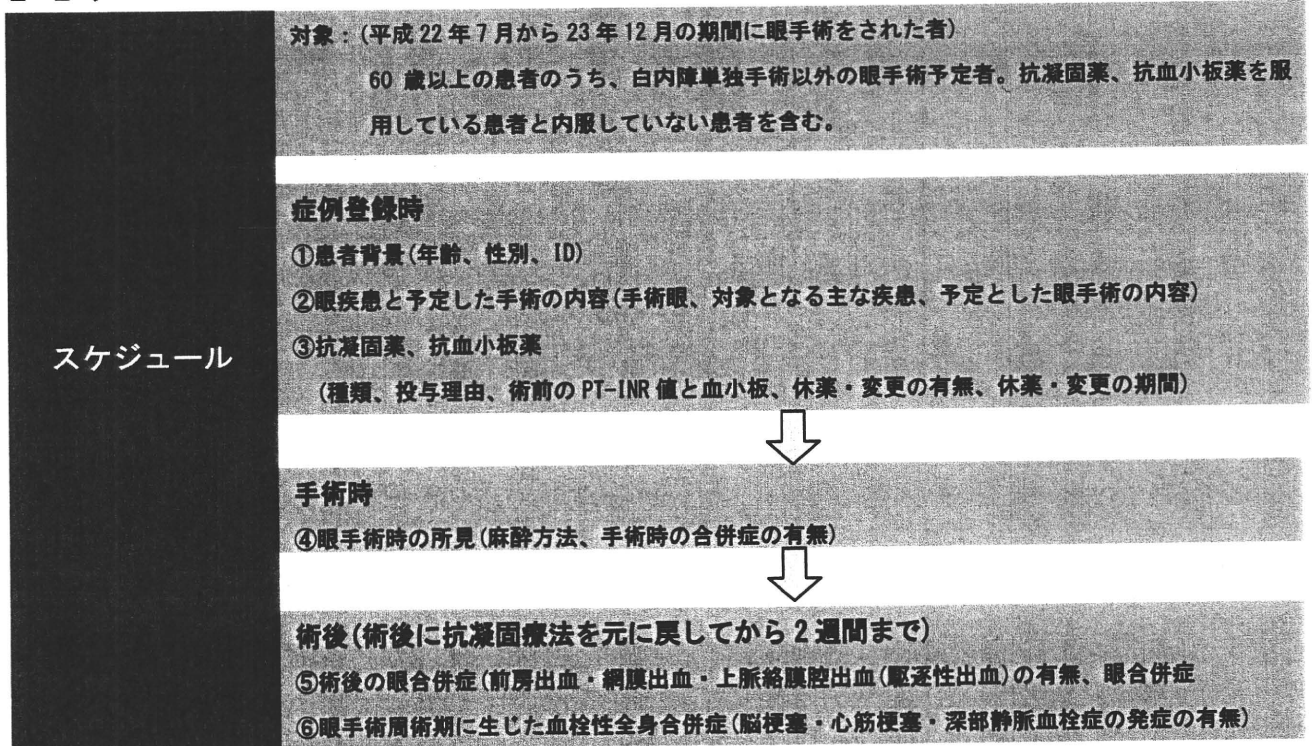 スケジュール
対象：(平成22年7月から23年12月の期間に眼手術をされた者)
60 歳以上の患者のうち、白内障単独手術以外の眼手術予定者。抗凝固薬、抗血小板薬を服
用している患者と内服していない患者を含む。
症例登録時
①患者背景(年齢、性別、ID)
②眼疾患と予定した手術の内容(手術眼、対象となる主な疾患、予定とした眼手術の内容)
③抗凝固薬、抗血小板薬
(種類、投与理由、術前の PT-INR 値と血小板、休薬・変更の有無、休薬・変更の期間)
手術時
④眼手術時の所見(麻酔方法、手術時の合併症の有無)
術後(術後に抗凝固療法を元に戻してから2週間まで)
⑤術後の眼合併症(前房出血・網膜出血・上脈絡膜腔出血(駆逐性出血)の有無、眼合併症
⑥眼手術周術期に生じた血栓性全身合併症(脳梗塞・心筋梗塞・深部静脈血栓症の発症の有無)